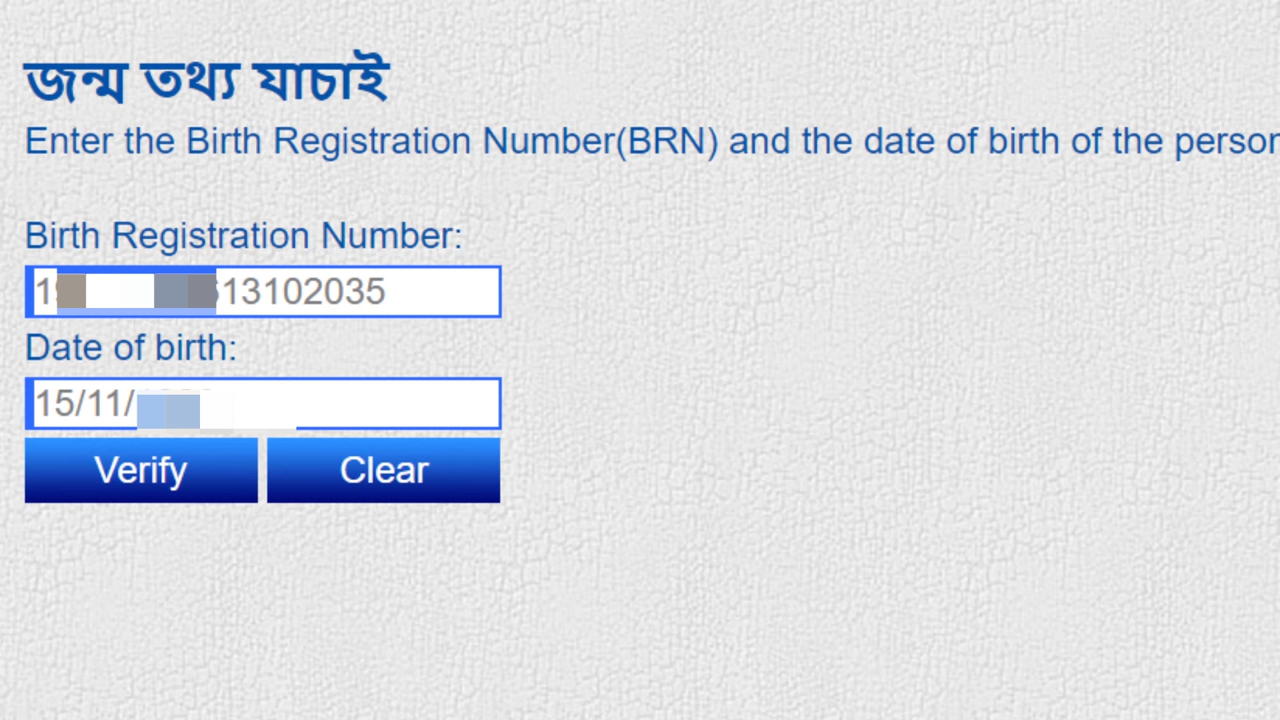 জন্ম তথ্য যাচাই
Enter the Birth Registration Number(BRN) and the date of birth of the person
Birth Registration Number:
13102035
Date of birth:
15/11/
Verify Clear